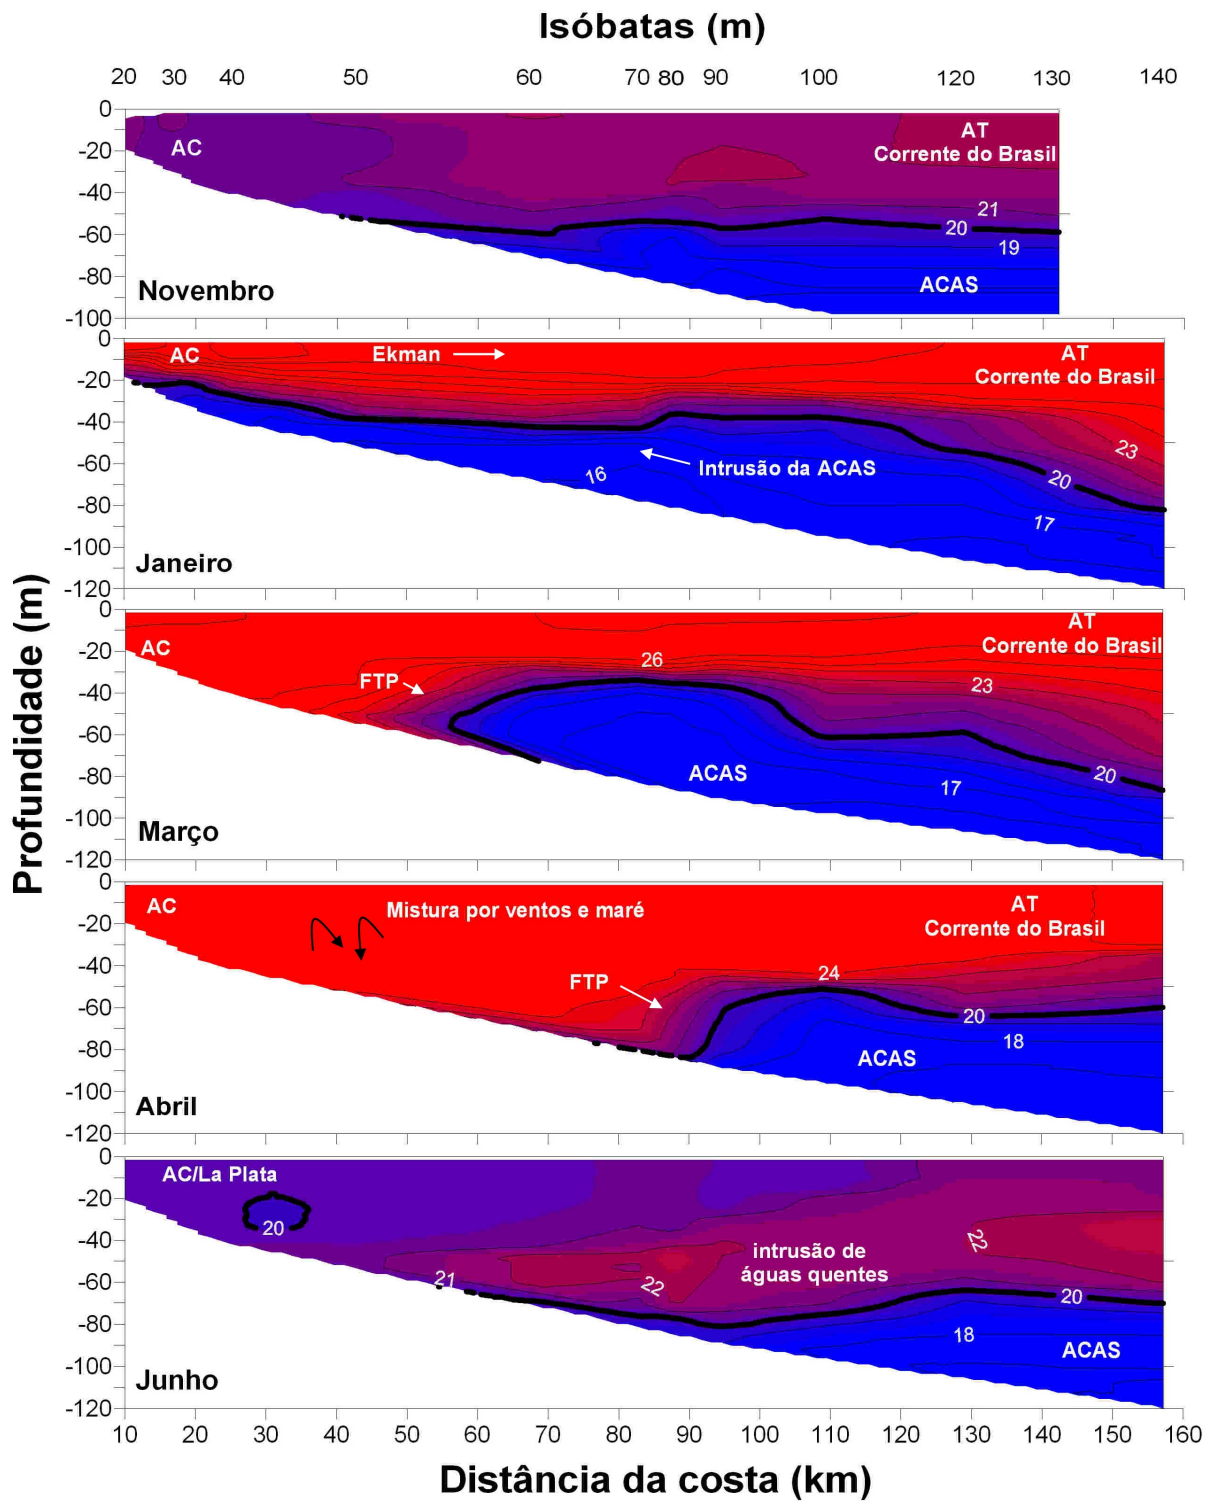 Isóbatas (m)
20 30 40 50 60 70 80 90 100 120 130 140
0
-20
-40
-60
-80
-100
AC
AT
Corrente do Brasil
21
20
19
ACAS
Novembro
0
-20
-40
-60
-80
-100
-120
AC
Ekman
AT
Corrente do Brasil
Intrusão da ACAS
16
23
20
17
Janeiro
Profundidade (m)
0
-20
-40
-60
-80
-100
-120
AC
FTP
26
AT
Corrente do Brasil
23
20
17
ACAS
Março
0
-20
-40
-60
-80
-100
-120
AC
Mistura por ventos e maré
AT
Corrente do Brasil
FTP
24
20
18
ACAS
Abril
0
-20
-40
-60
-80
-100
-120
AC/La Plata
20
21
22
intrusão de
águas quentes
22
20
18
ACAS
Junho
10 20 30 40 50 60 70 80 90 100 110 120 130 140 150 160
Distância da costa (km)